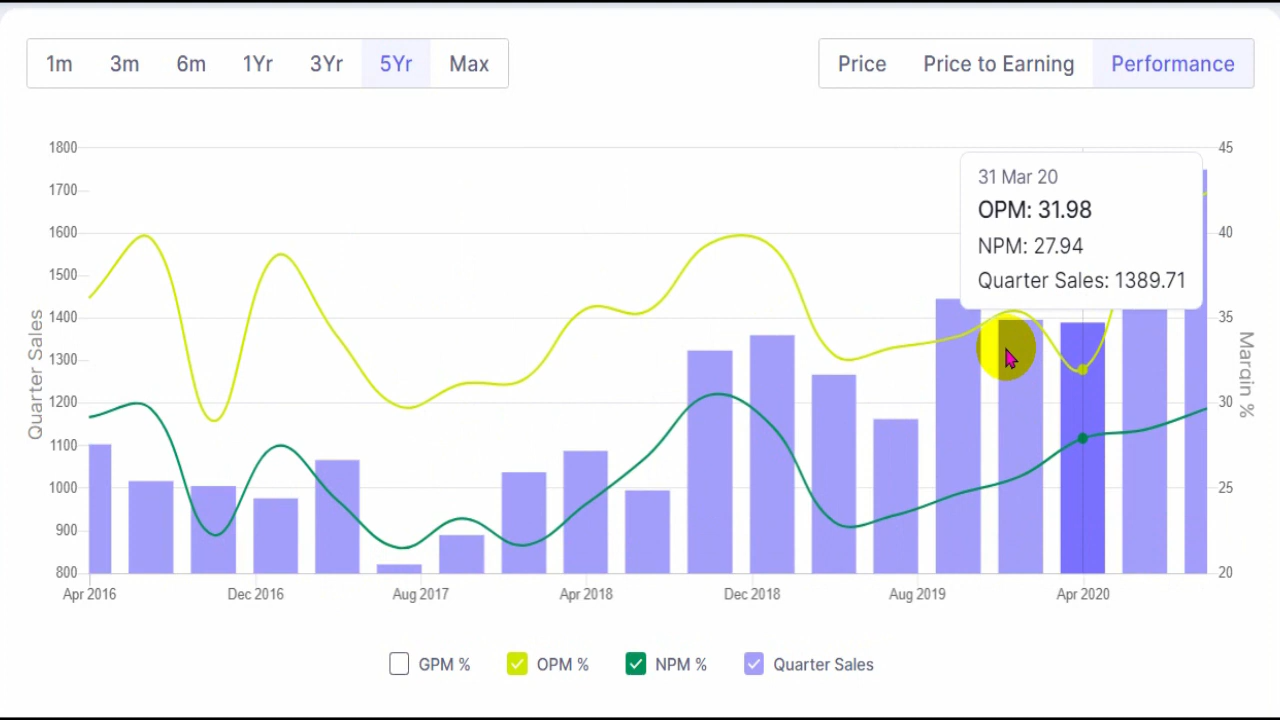 1m 3m 6m 1Yr 3Yr 5Yr Max
Price Price to Earning Performance
1800
1700
1600
1500
1400
1300
1200
1100
1000
900
800
Quarter Sales
45
40
35
30
25
20
Margin %
31 Mar 20
OPM: 31.98
NPM: 27.94
Quarter Sales: 1389.71
Apr 2016 Dec 2016 Aug 2017 Apr 2018 Dec 2018 Aug 2019 Apr 2020
GPM % OPM % NPM % Quarter Sales